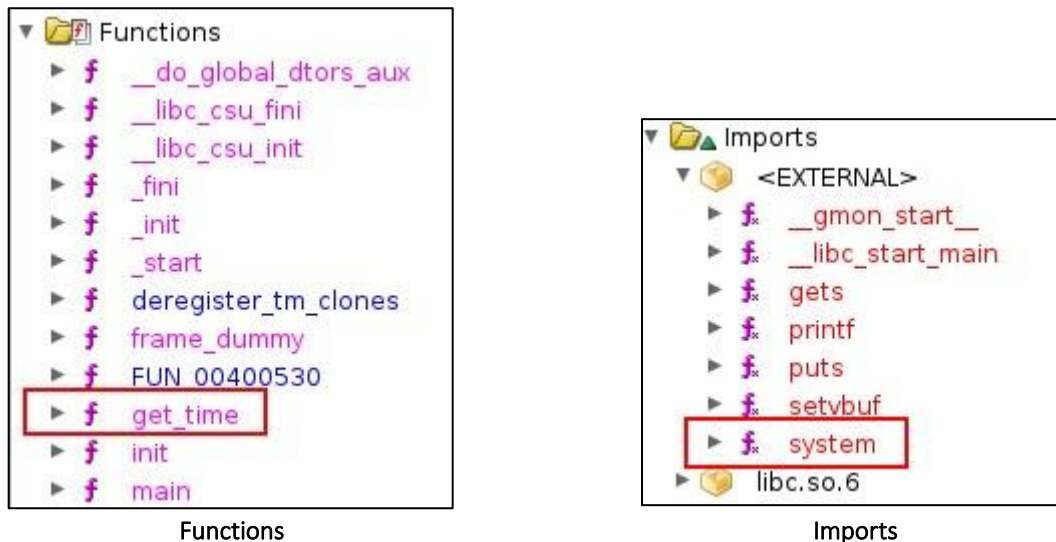 Functions
f __do_global_dtors_aux
f __libc_csu_fini
f __libc_csu_init
f _fini
f _init
f _start
f deregister_tm_clones
f frame_dummy
f FUN_00400530
f get_time
f init
f main
Functions
Imports
<EXTERNAL>
f __gmon_start__
f __libc_start_main
f gets
f printf
f puts
f setvbuf
f system
libc.so.6
Imports